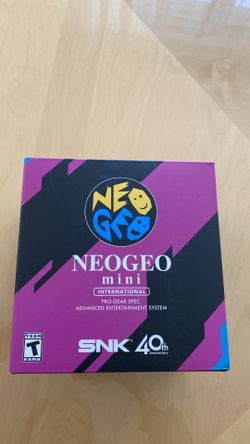 NEO
GEO
NEOGEO
mini
INTERNATIONAL
PRO-GEAR SPEC
ADVANCED ENTERTAINMENT SYSTEM
TEEN
T
ESRB
SNK 40th
Anniversary